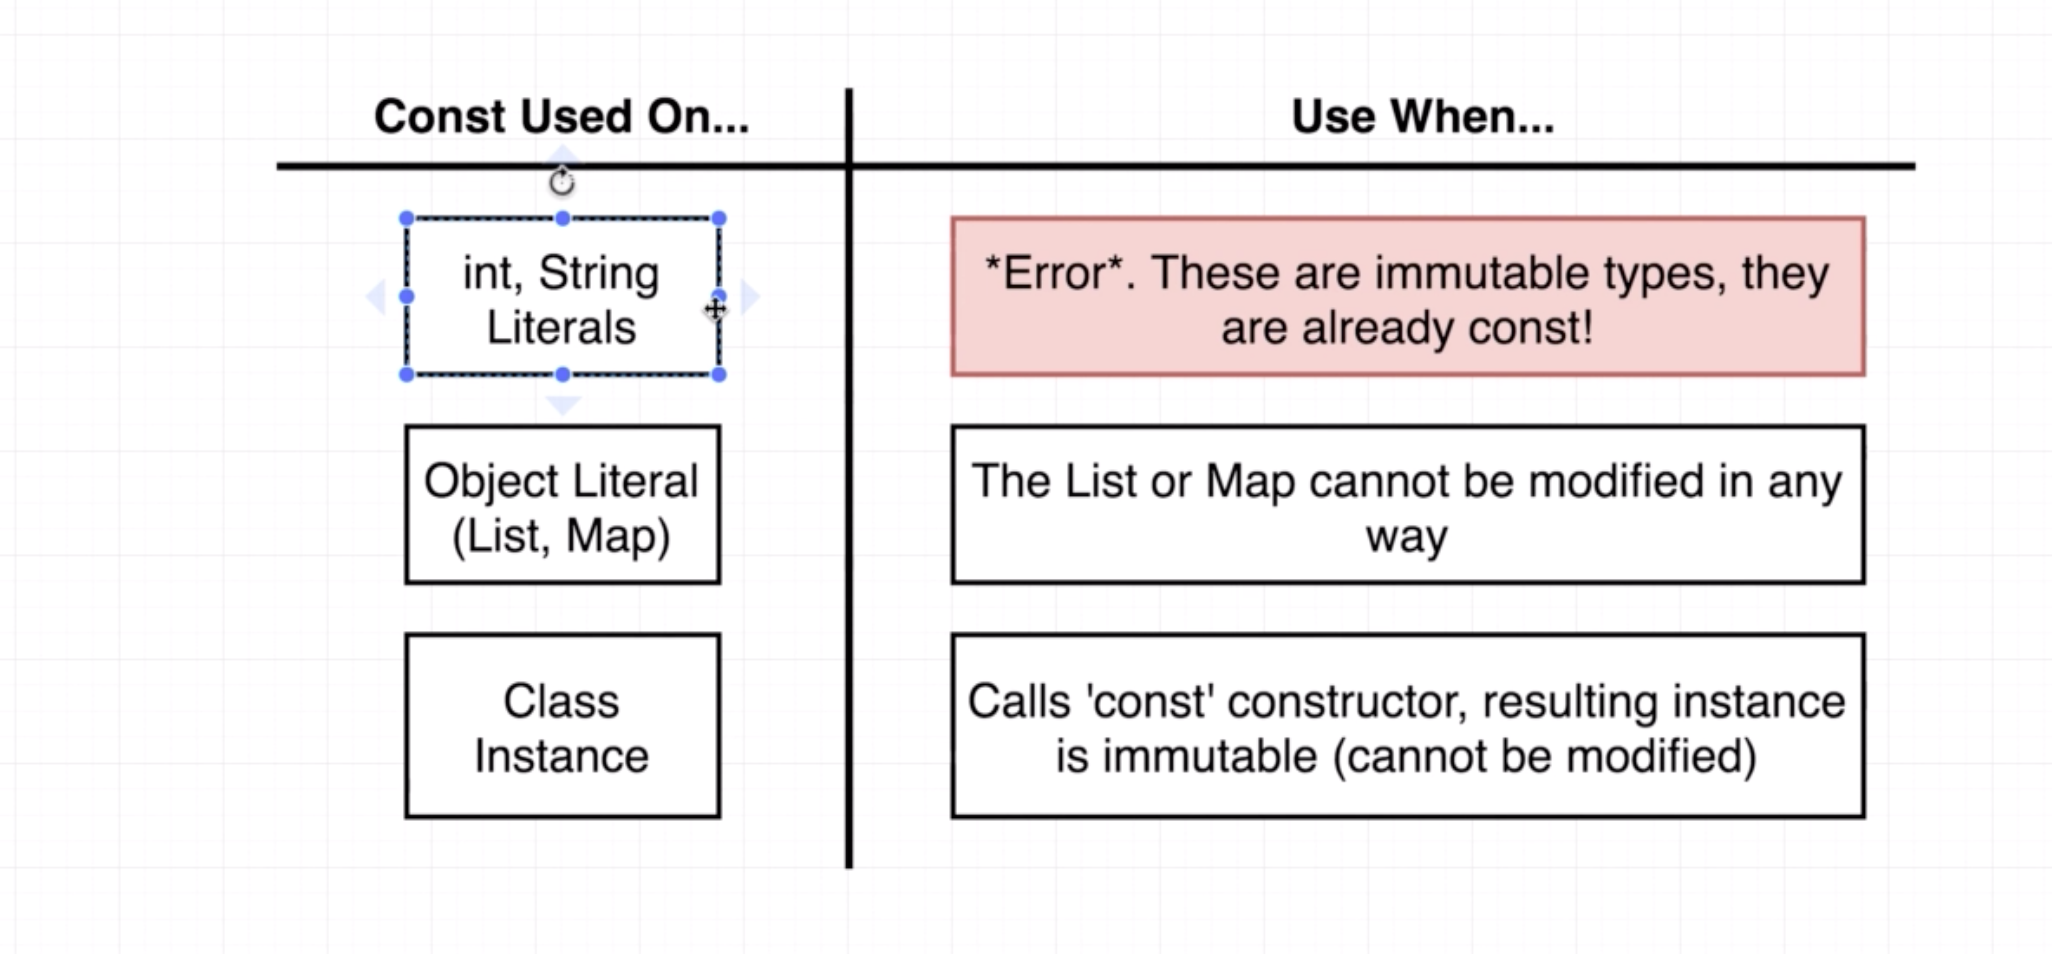 Const Used On...
Use When...
int, String
Literals
*Error*. These are immutable types, they
are already const!
Object Literal
(List, Map)
The List or Map cannot be modified in any
way
Class
Instance
Calls 'const' constructor, resulting instance
is immutable (cannot be modified)